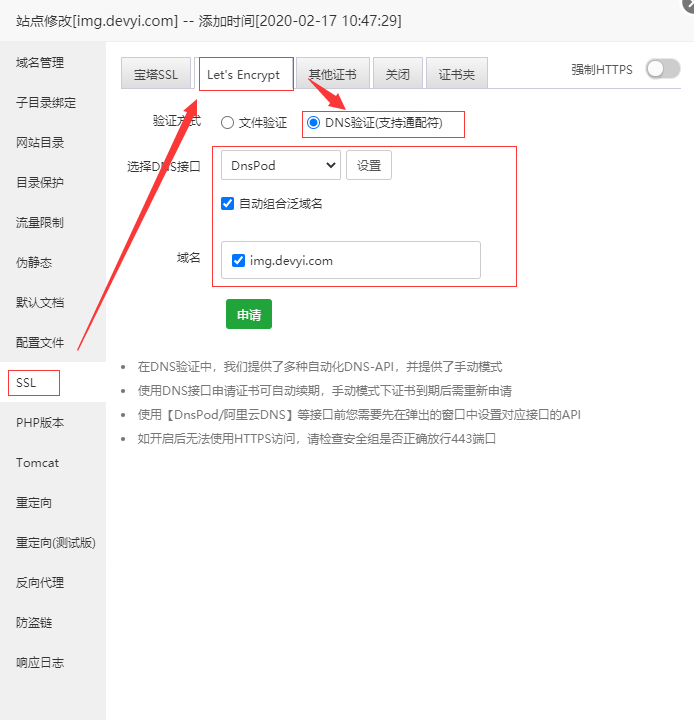 站点修改[img.devyi.com] -- 添加时间[2020-02-17 10:47:29]
域名管理
子目录绑定
网站目录
目录保护
流量限制
伪静态
默认文档
配置文件
SSL
PHP版本
Tomcat
重定向
重定向(测试版)
反向代理
防盗链
响应日志
宝塔SSL
Let's Encrypt
其他证书
关闭
证书夹
强制HTTPS
验证方式
文件验证
DNS验证(支持通配符)
选择DNS接口
DnsPod
设置
自动组合泛域名
域名
img.devyi.com
申请
在DNS验证中，我们提供了多种自动化DNS-API，并提供了手动模式
使用DNS接口申请证书可自动续期，手动模式下证书到期后需重新申请
使用【DnsPod/阿里云DNS】等接口前您需要先在弹出的窗口中设置对应接口的API
如开启后无法使用HTTPS访问，请检查安全组是否正确放行443端口